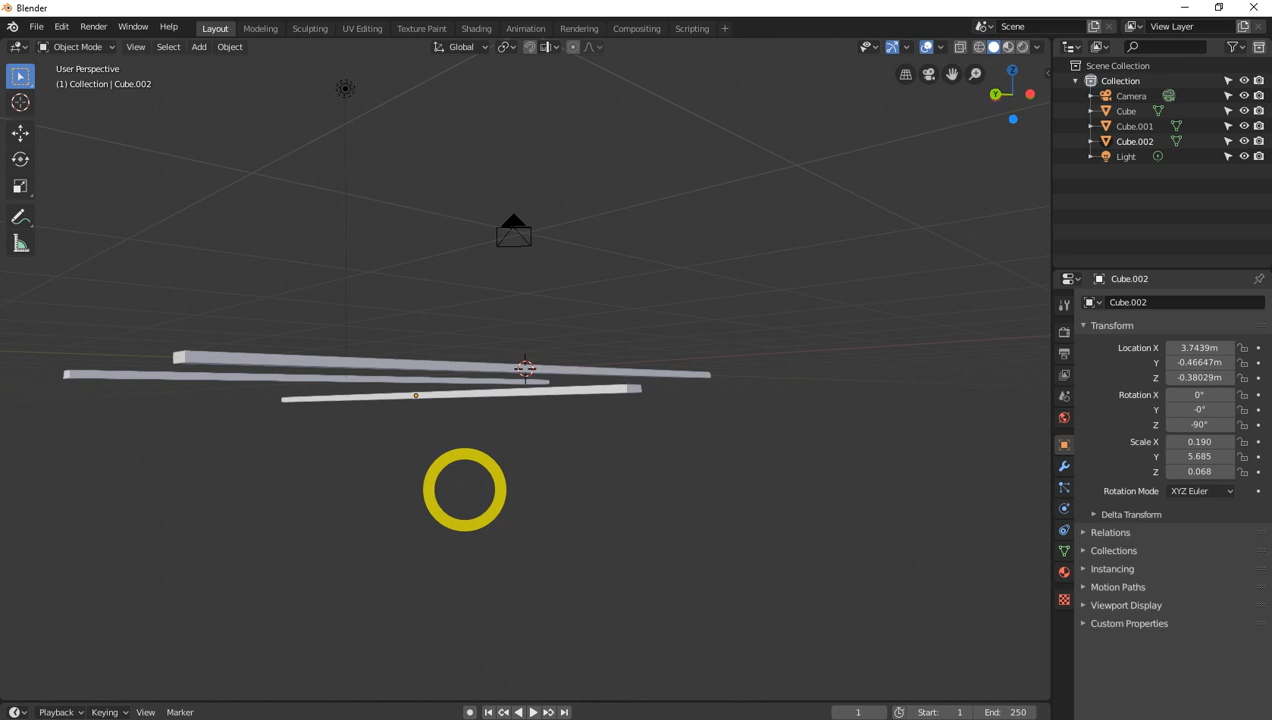 Blender
File Edit Render Window Help Layout Modeling Sculpting UV Editing Texture Paint Shading Animation Rendering Compositing Scripting + Scene View Layer
Object Mode View Select Add Object Global
User Perspective
(1) Collection | Cube.002
Z
Y
Scene Collection
Collection
Camera
Cube
Cube.001
Cube.002
Light
Cube.002
Cube.002
Transform
Location X 3.7439m
Y -0.46647m
Z -0.38029m
Rotation X 0°
Y -0°
Z -90°
Scale X 0.190
Y 5.685
Z 0.068
Rotation Mode XYZ Euler
Delta Transform
Relations
Collections
Instancing
Motion Paths
Viewport Display
Custom Properties
Playback Keying View Marker 1 Start: 1 End: 250